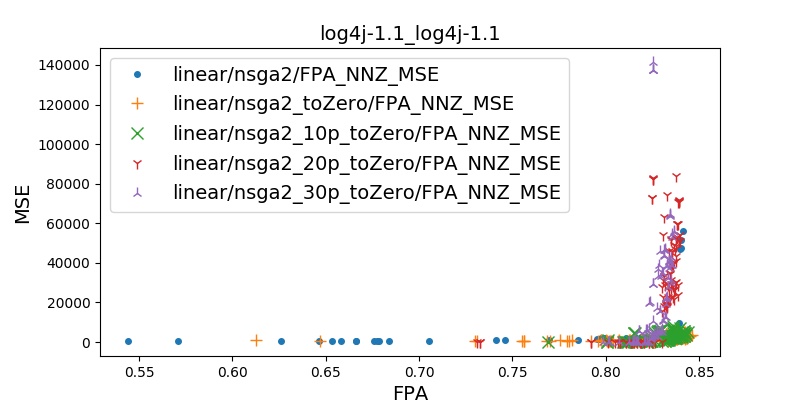 log4j-1.1_log4j-1.1
140000
120000
100000
80000
60000
40000
20000
0
MSE
linear/nsga2/FPA_NNZ_MSE
linear/nsga2_toZero/FPA_NNZ_MSE
linear/nsga2_10p_toZero/FPA_NNZ_MSE
linear/nsga2_20p_toZero/FPA_NNZ_MSE
linear/nsga2_30p_toZero/FPA_NNZ_MSE
0.55 0.60 0.65 0.70 0.75 0.80 0.85
FPA